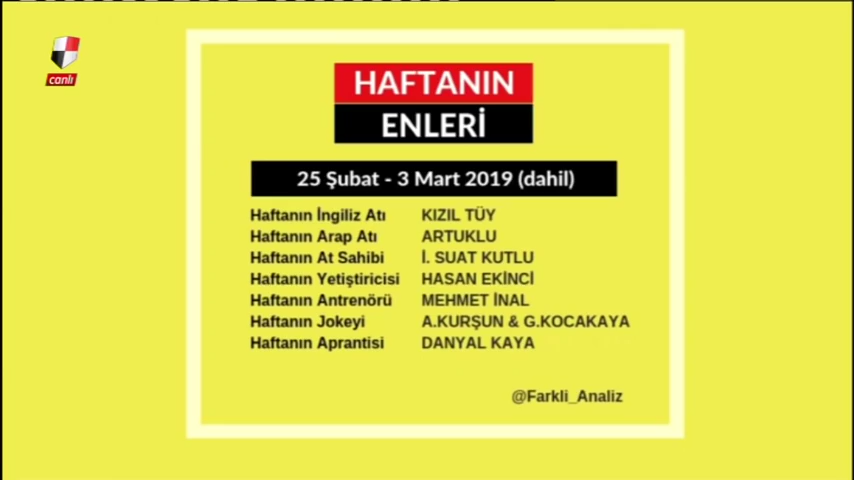 canlı
HAFTANIN
ENLERİ
25 Şubat - 3 Mart 2019 (dahil)
Haftanın İngiliz Atı KIZIL TÜY
Haftanın Arap Atı ARTUKLU
Haftanın At Sahibi İ. SUAT KUTLU
Haftanın Yetiştiricisi HASAN EKİNCİ
Haftanın Antrenörü MEHMET İNAL
Haftanın Jokeyi A.KURŞUN & G.KOCAKAYA
Haftanın Aprantisi DANYAL KAYA
@Farkli_Analiz